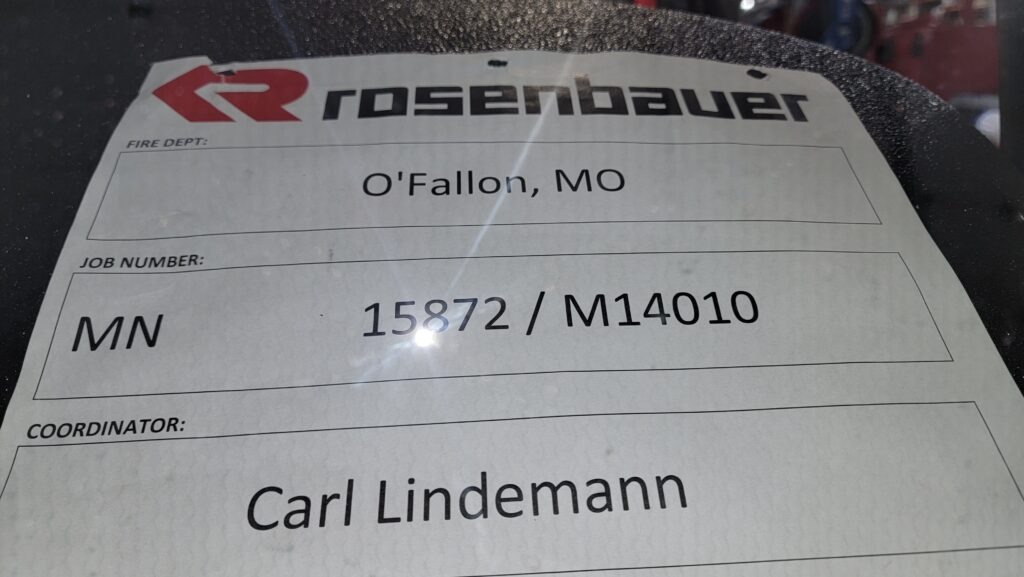 rosenbauer
FIRE DEPT:
O'Fallon, MO
JOB NUMBER:
MN 15872 / M14010
COORDINATOR:
Carl Lindemann